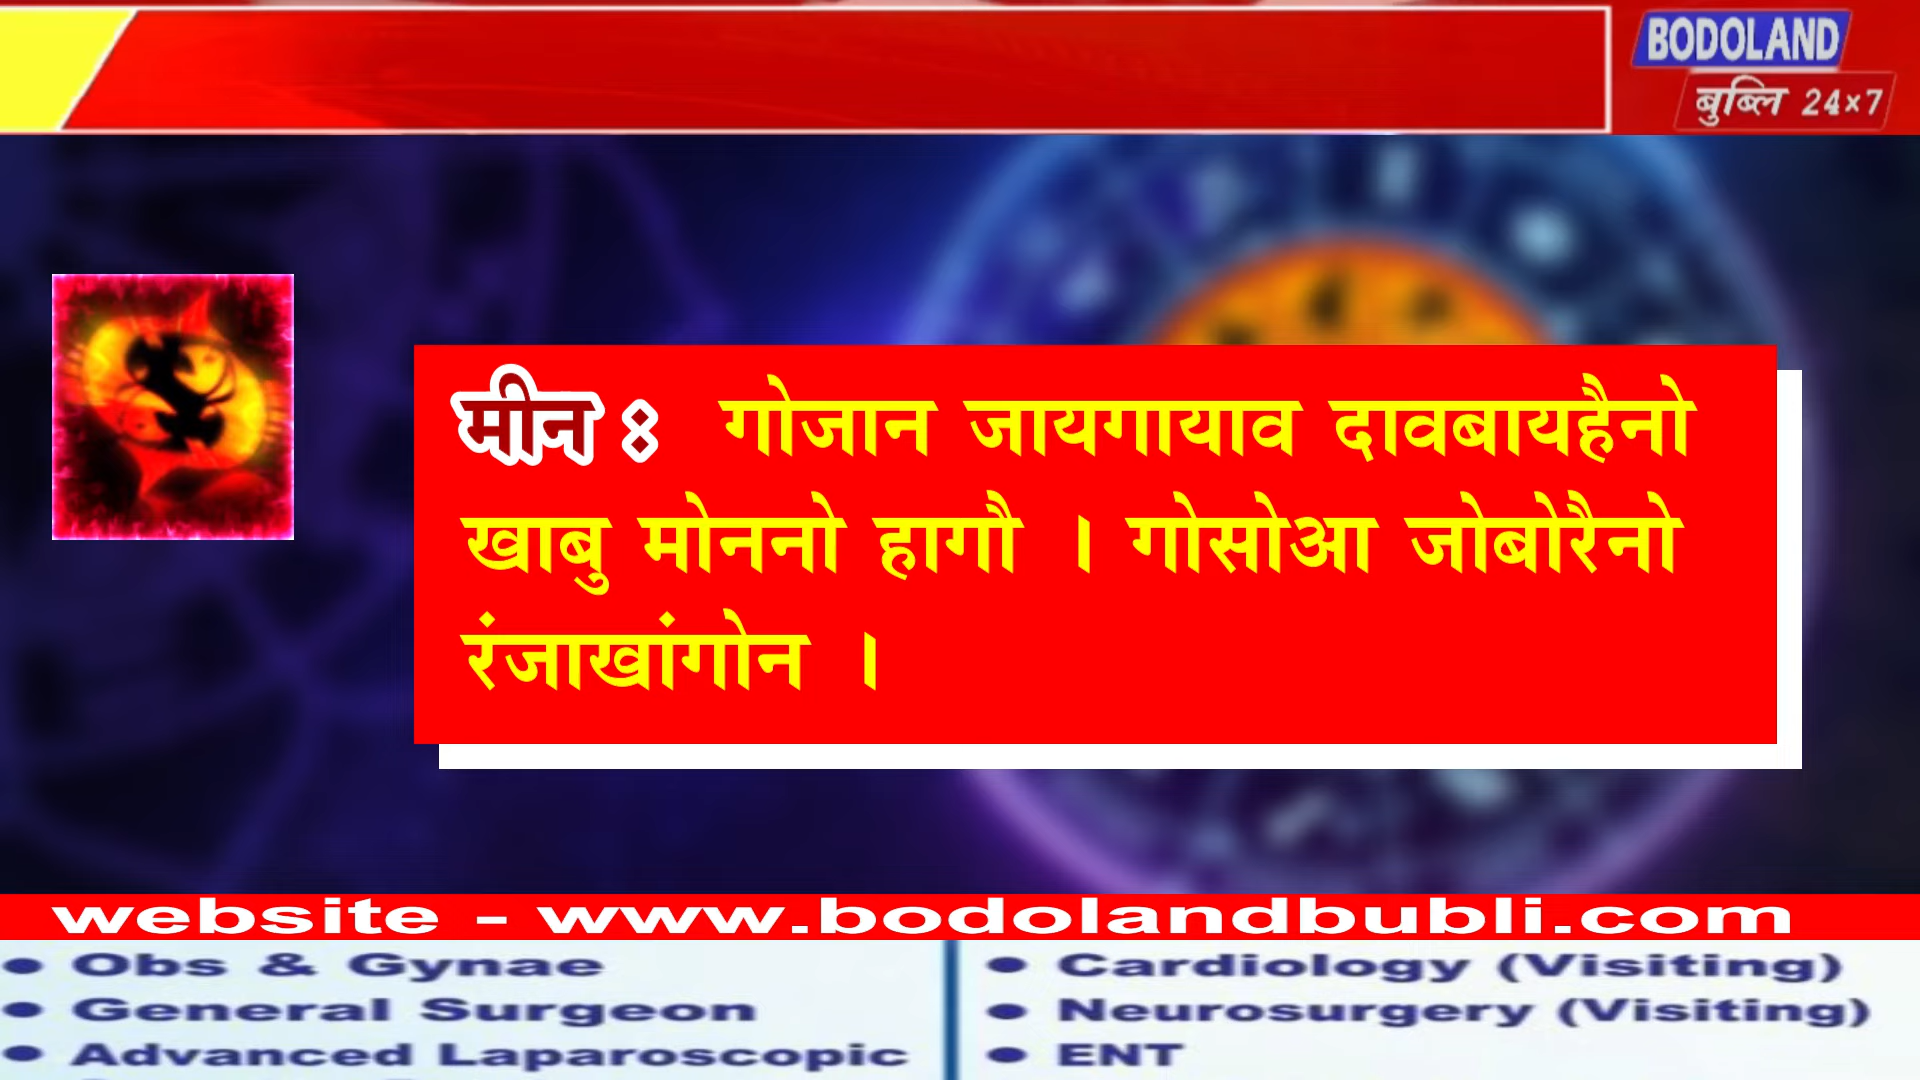 BODOLAND
बुब्लि 24×7
मीन : गोजान जायगायाव दावबायहैनो
खाबु मोननो हागौ । गोसोआ जोबोरैनो
रंजाखांगोन ।
website - www.bodolandbubli.com
• Obs & Gynae
• General Surgeon
• Advanced Laparoscopic
• Cardiology (Visiting)
• Neurosurgery (Visiting)
• ENT